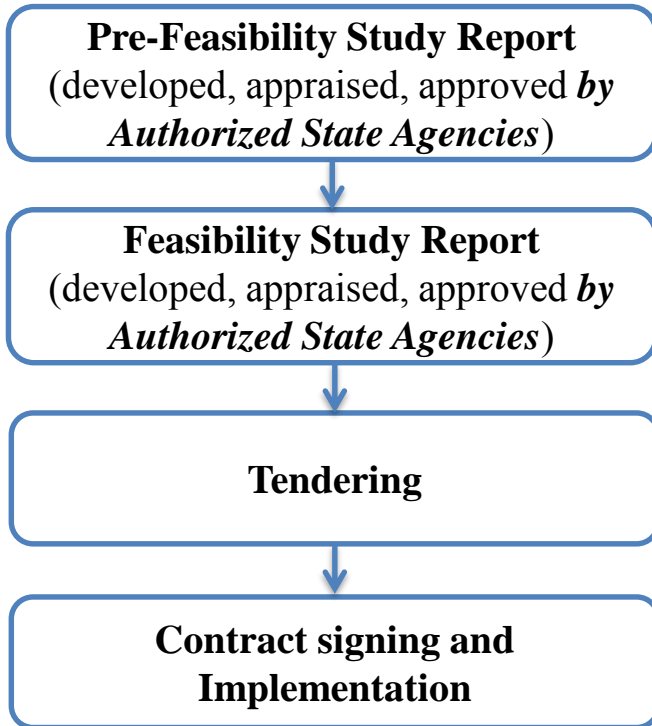 Pre-Feasibility Study Report
(developed, appraised, approved by
Authorized State Agencies)
Feasibility Study Report
(developed, appraised, approved by
Authorized State Agencies)
Tendering
Contract signing and
Implementation